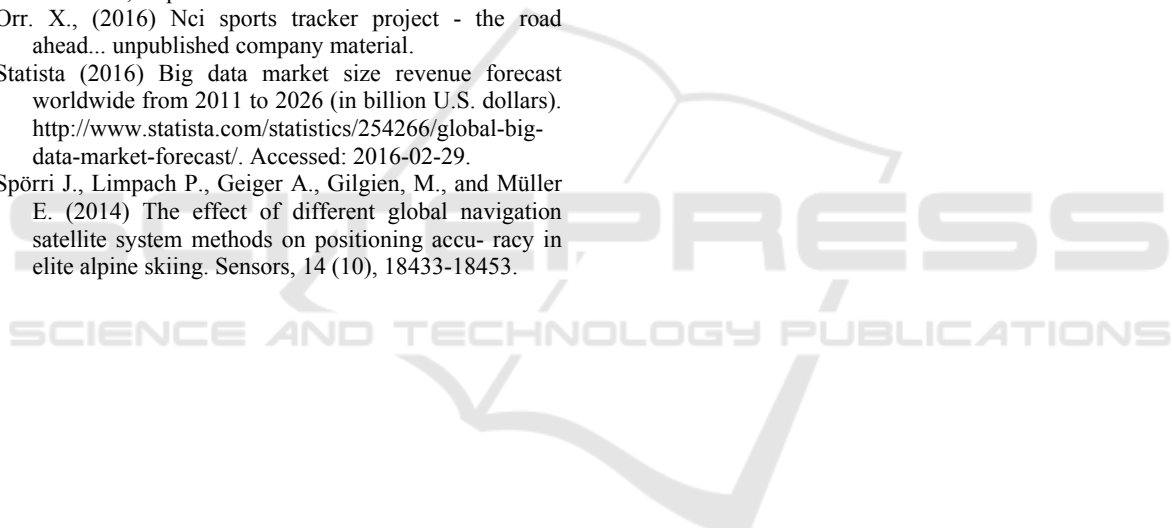 Orr. X., (2016) Nci sports tracker project - the road
ahead... unpublished company material.
Statista (2016) Big data market size revenue forecast
worldwide from 2011 to 2026 (in billion U.S. dollars).
http://www.statista.com/statistics/254266/global-big-
data-market-forecast/. Accessed: 2016-02-29.
Spörri J., Limpach P., Geiger A., Gilgien, M., and Müller
E. (2014) The effect of different global navigation
satellite system methods on positioning accu- racy in
elite alpine skiing. Sensors, 14 (10), 18433-18453.
SCITEPRESS
SCIENCE AND TECHNOLOGY PUBLICATIONS